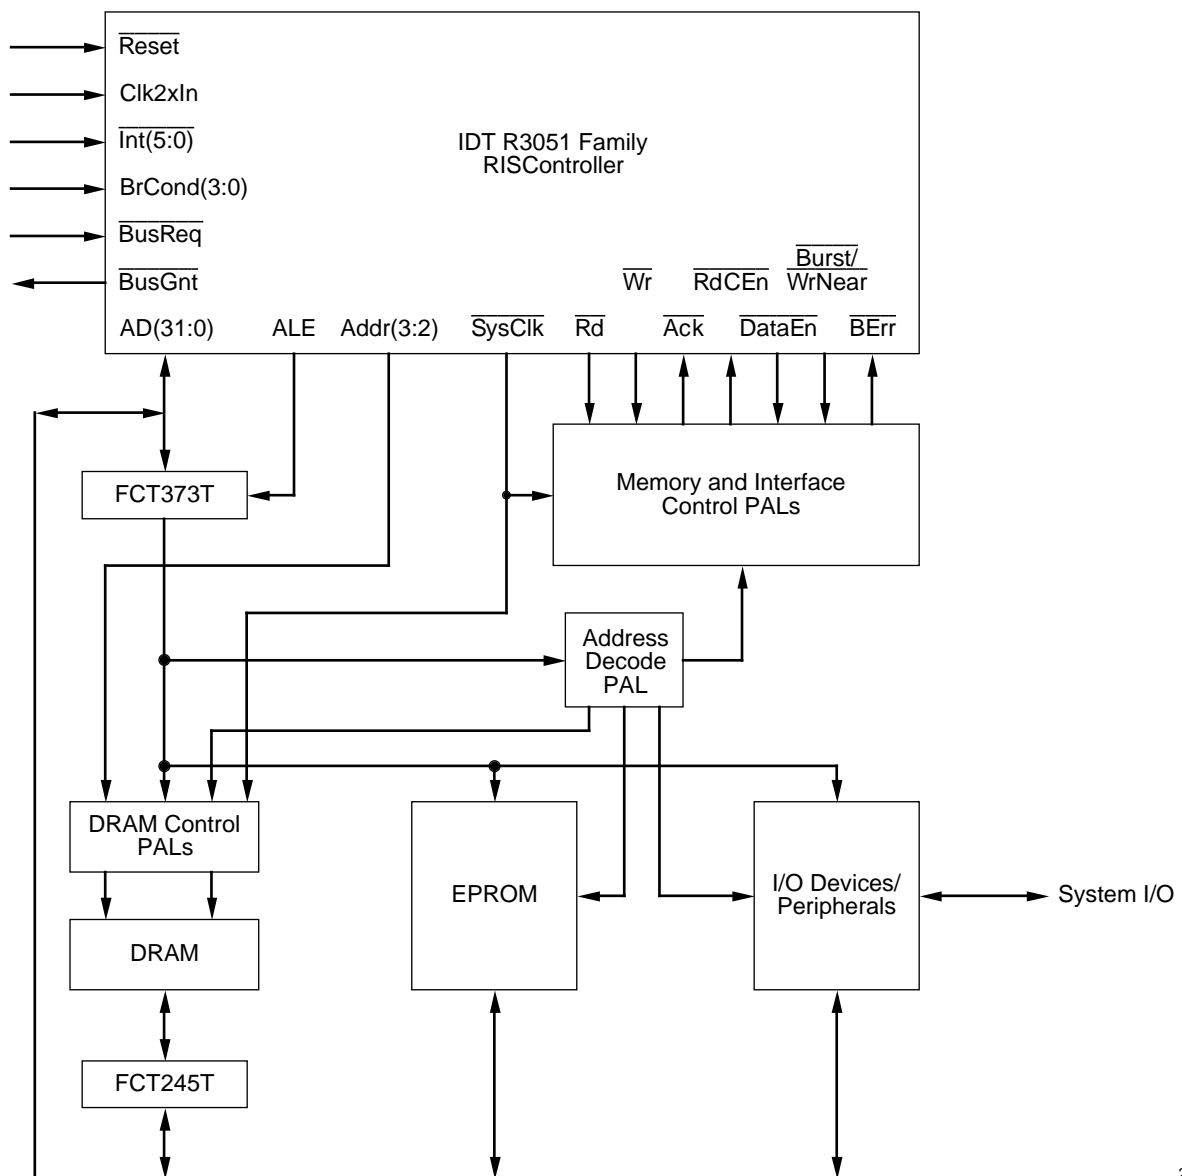 Reset
Clk2xIn
Int(5:0)
BrCond(3:0)
BusReq
BusGnt
IDT R3051 Family
RISController
Burst/
Wr RdCEn WrNear
AD(31:0) ALE Addr(3:2) SysClk Rd Ack DataEn BErr
FCT373T
Memory and Interface
Control PALs
Address
Decode
PAL
DRAM Control
PALs
EPROM
I/O Devices/
Peripherals
System I/O
DRAM
FCT245T